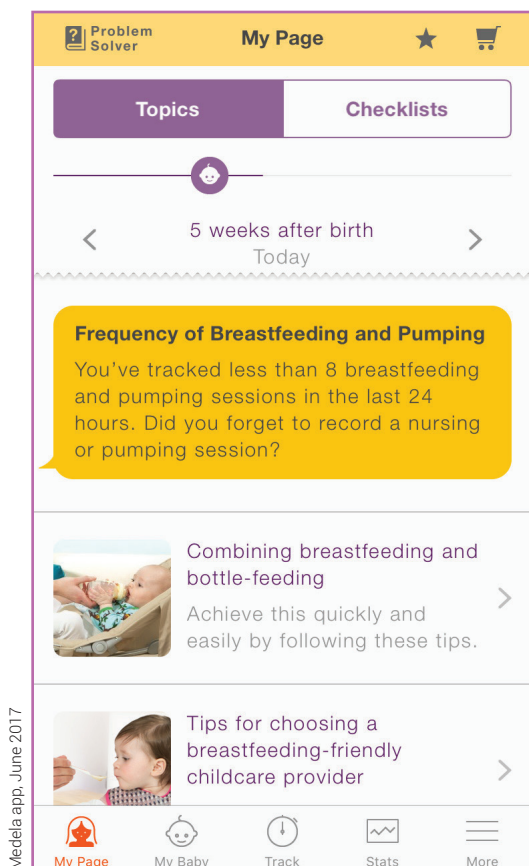 Problem
Solver
My Page
Topics
Checklists
5 weeks after birth
Today
Frequency of Breastfeeding and Pumping
You've tracked less than 8 breastfeeding
and pumping sessions in the last 24
hours. Did you forget to record a nursing
or pumping session?
Combining breastfeeding and
bottle-feeding
Achieve this quickly and
easily by following these tips.
Tips for choosing a
breastfeeding-friendly
childcare provider
My Page
My Baby
Track
Stats
More
Medela app, June 2017